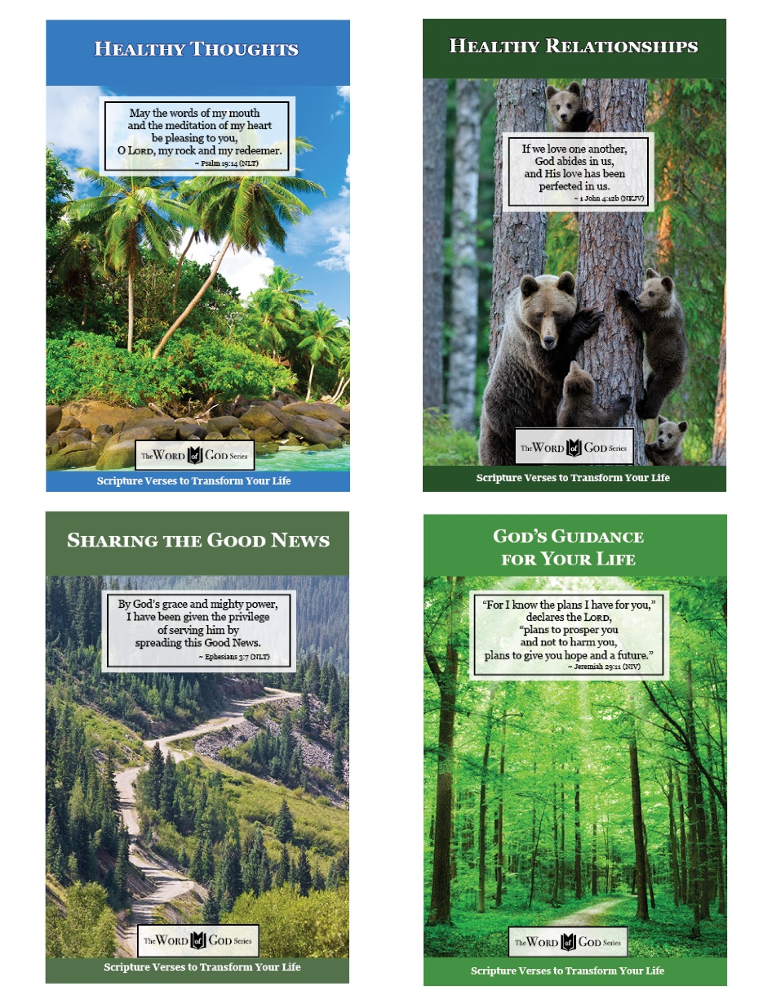 HEALTHY THOUGHTS
May the words of my mouth
and the meditation of my heart
be pleasing to you,
O LORD, my rock and my redeemer.
~ Psalm 19:14 (NLT)
The WORD of GOD Series
Scripture Verses to Transform Your Life
HEALTHY RELATIONSHIPS
If we love one another,
God abides in us,
and His love has been
perfected in us.
~ 1 John 4:12b (NKJV)
The WORD of GOD Series
Scripture Verses to Transform Your Life
SHARING THE GOOD NEWS
By God's grace and mighty power,
I have been given the privilege
of serving him by
spreading this Good News.
~ Ephesians 3:7 (NLT)
The WORD of GOD Series
Scripture Verses to Transform Your Life
GOD'S GUIDANCE
FOR YOUR LIFE
“For I know the plans I have for you,”
declares the LORD,
“plans to prosper you
and not to harm you,
plans to give you hope and a future.”
~ Jeremiah 29:11 (NIV)
The WORD of GOD Series
Scripture Verses to Transform Your Life